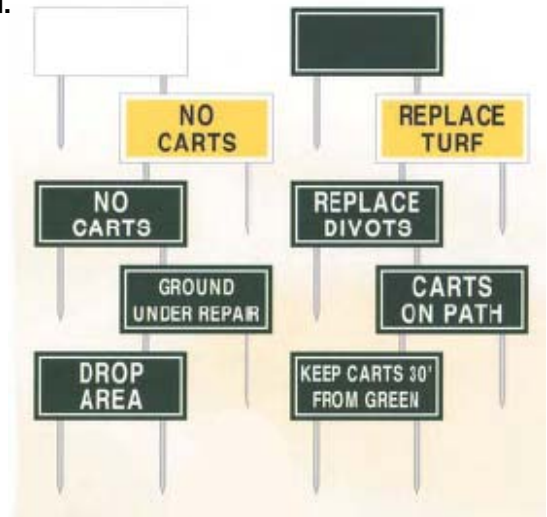 NO
CARTS
REPLACE
TURF
NO
CARTS
REPLACE
DIVOTS
GROUND
UNDER REPAIR
CARTS
ON PATH
DROP
AREA
KEEP CARTS 30'
FROM GREEN